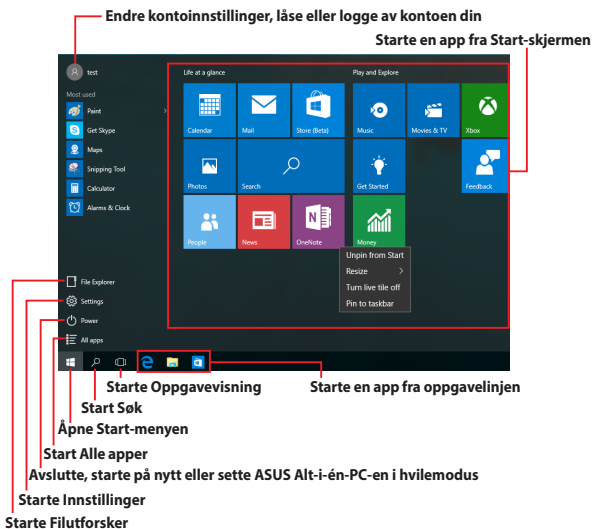 Endre kontoinnstillinger, låse eller logge av kontoen din
Starte en app fra Start-skjermen
test
Most used
Paint
Get Skype
Maps
Snipping Tool
Calculator
Alarms & Clock
File Explorer
Settings
Power
All apps
Life at a glance
Play and Explore
Calendar
Mail
Store (Beta)
Music
Movies & TV
Xbox
Photos
Search
Get Started
Feedback
People
News
OneNote
Money
Unpin from Start
Resize
Turn live tile off
Pin to taskbar
Starte Oppgavevisning
Starte en app fra oppgavelinjen
Start Søk
Åpne Start-menyen
Start Alle apper
Avslutte, starte på nytt eller sette ASUS Alt-i-én-PC-en i hvilemodus
Starte Innstillinger
Starte Filutforsker